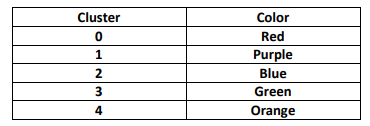 Cluster Color
0 Red
1 Purple
2 Blue
3 Green
4 Orange